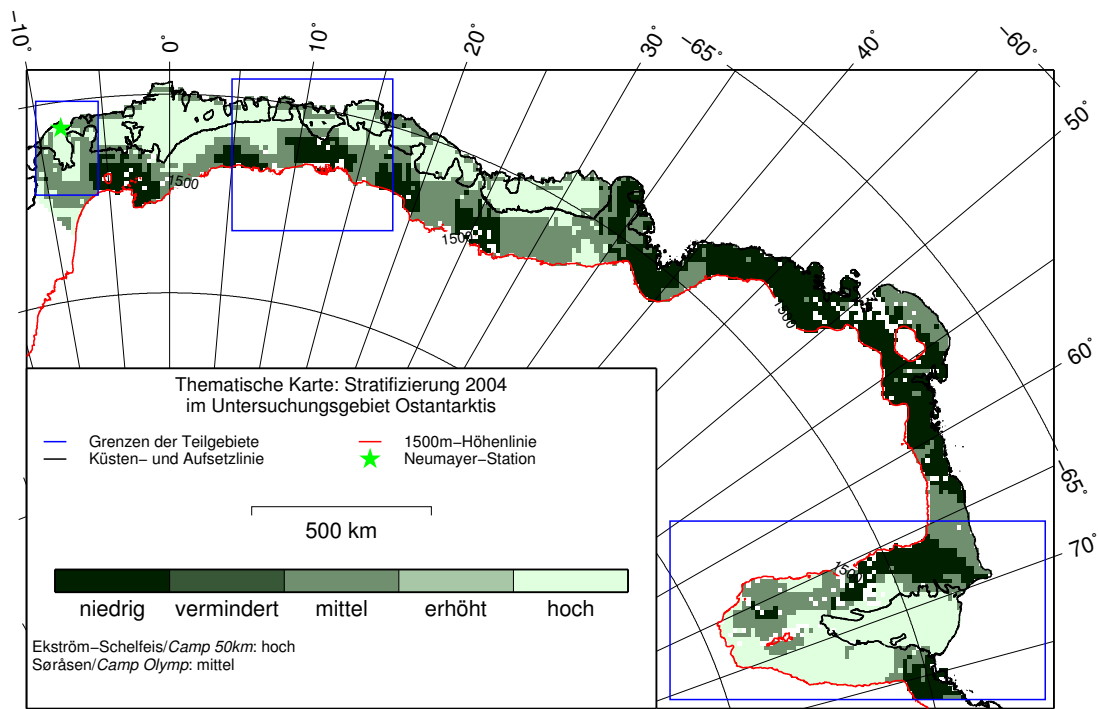 −10°
0°
10°
20°
30°
−65°
40°
−60°
50°
60°
−65°
70°
1500
1500
1500
1500
Thematische Karte: Stratifizierung 2004
im Untersuchungsgebiet Ostantarktis
Grenzen der Teilgebiete
1500m−Höhenlinie
Küsten− und Aufsetzlinie
Neumayer−Station
500 km
niedrig vermindert mittel erhöht hoch
Ekström−Schelfeis/Camp 50km: hoch
Søråsen/Camp Olymp: mittel